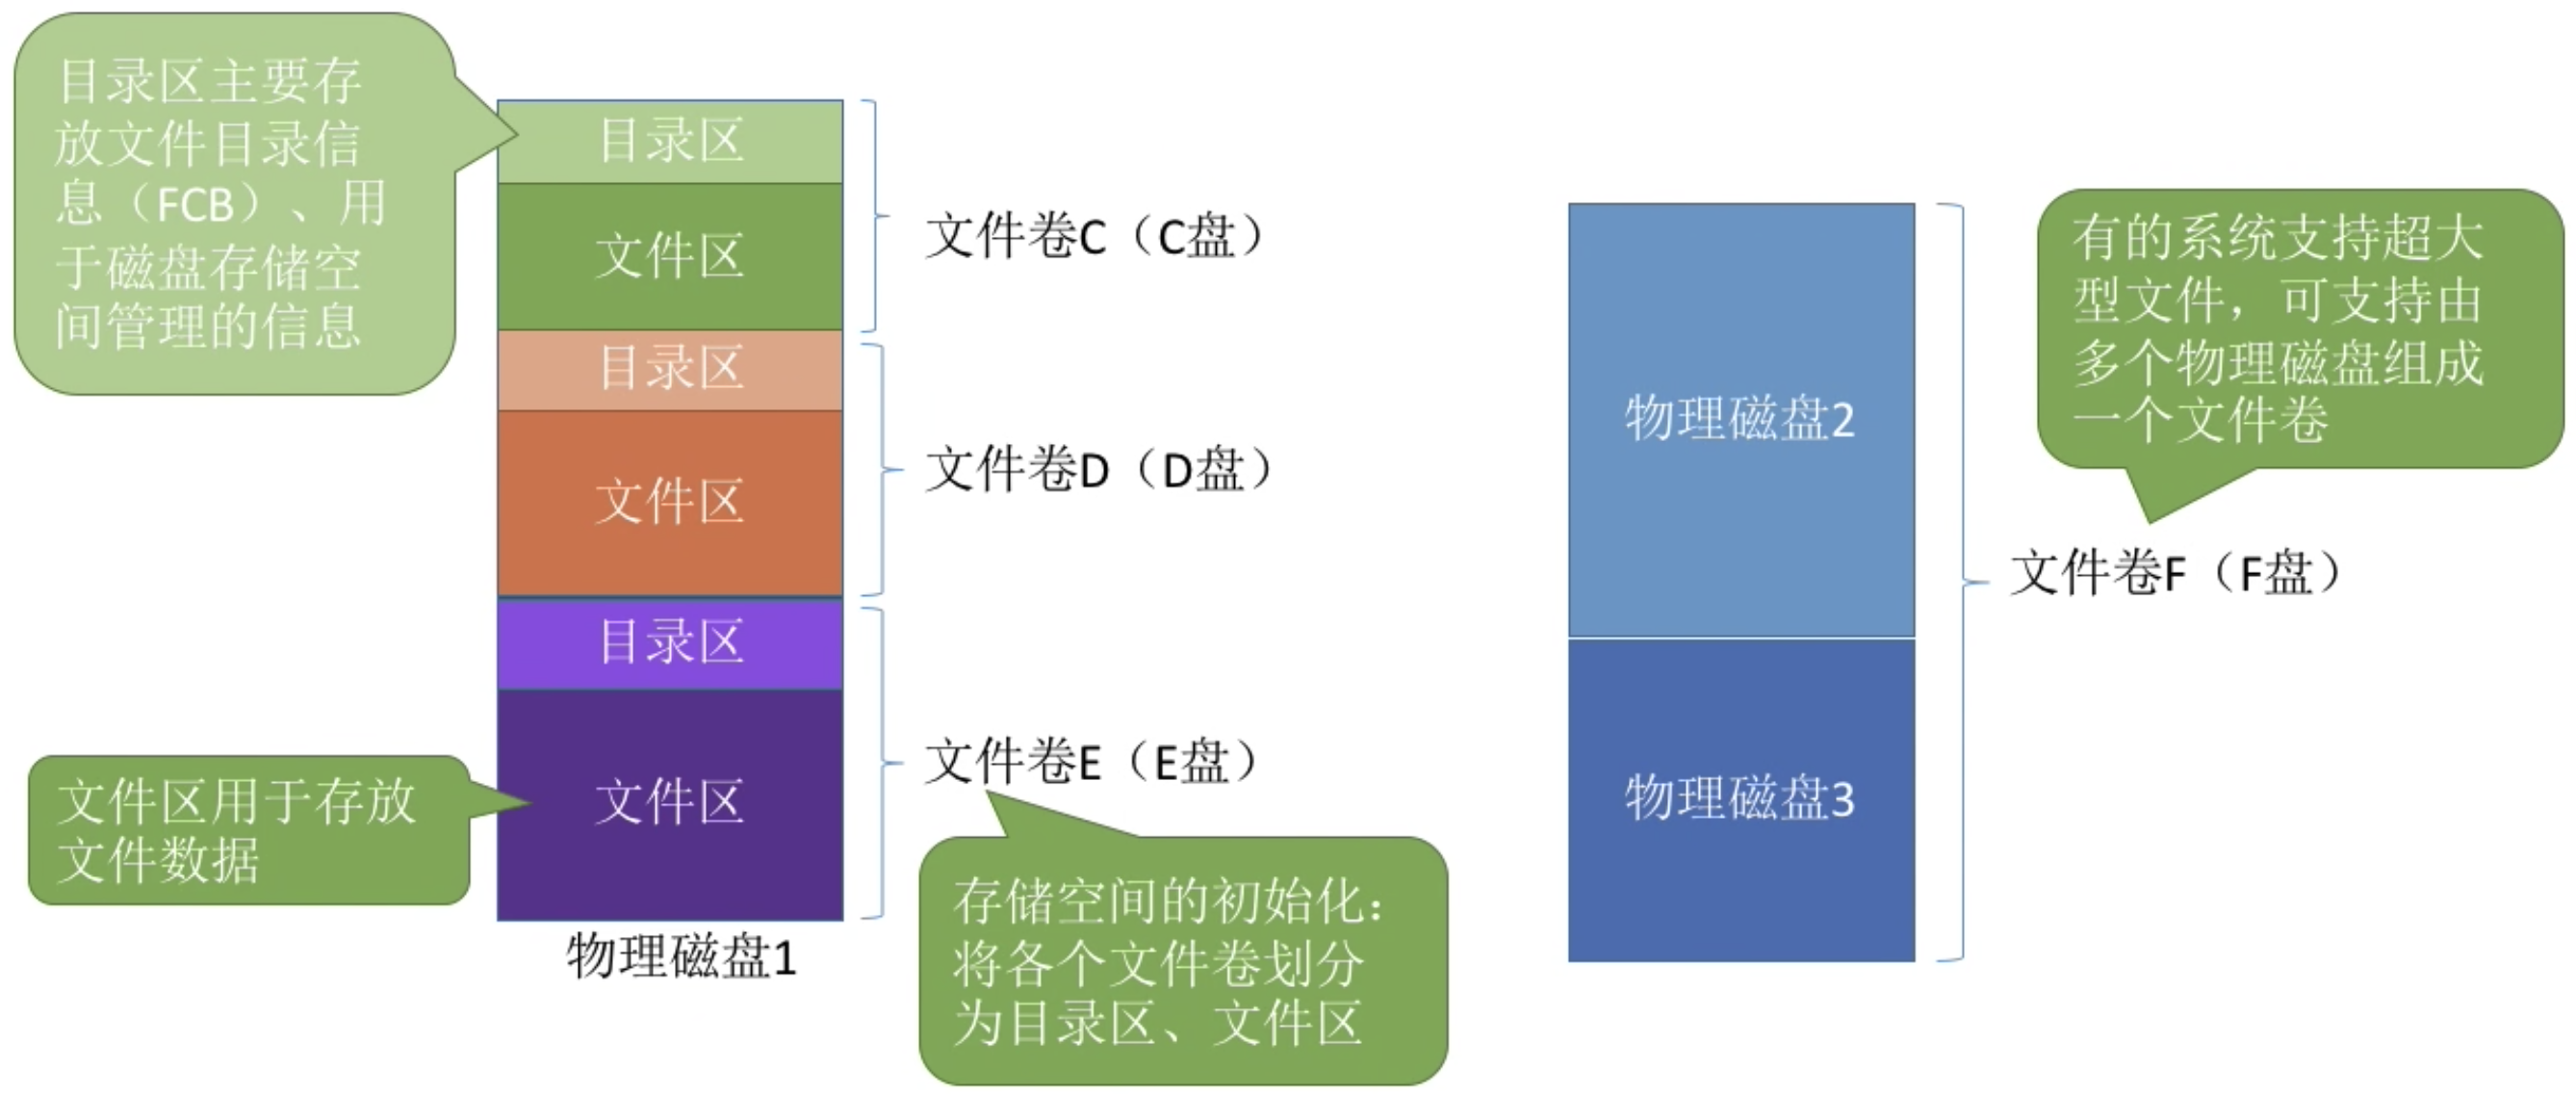 目录区主要存
放文件目录信
息（FCB）、用
于磁盘存储空
间管理的信息
目录区
文件区
文件卷C（C盘）
目录区
文件区
文件卷D（D盘）
目录区
文件区
文件卷E（E盘）
文件区用于存放
文件数据
物理磁盘1
存储空间的初始化：
将各个文件卷划分
为目录区、文件区
物理磁盘2
物理磁盘3
有的系统支持超大
型文件，可支持由
多个物理磁盘组成
一个文件卷
文件卷F（F盘）